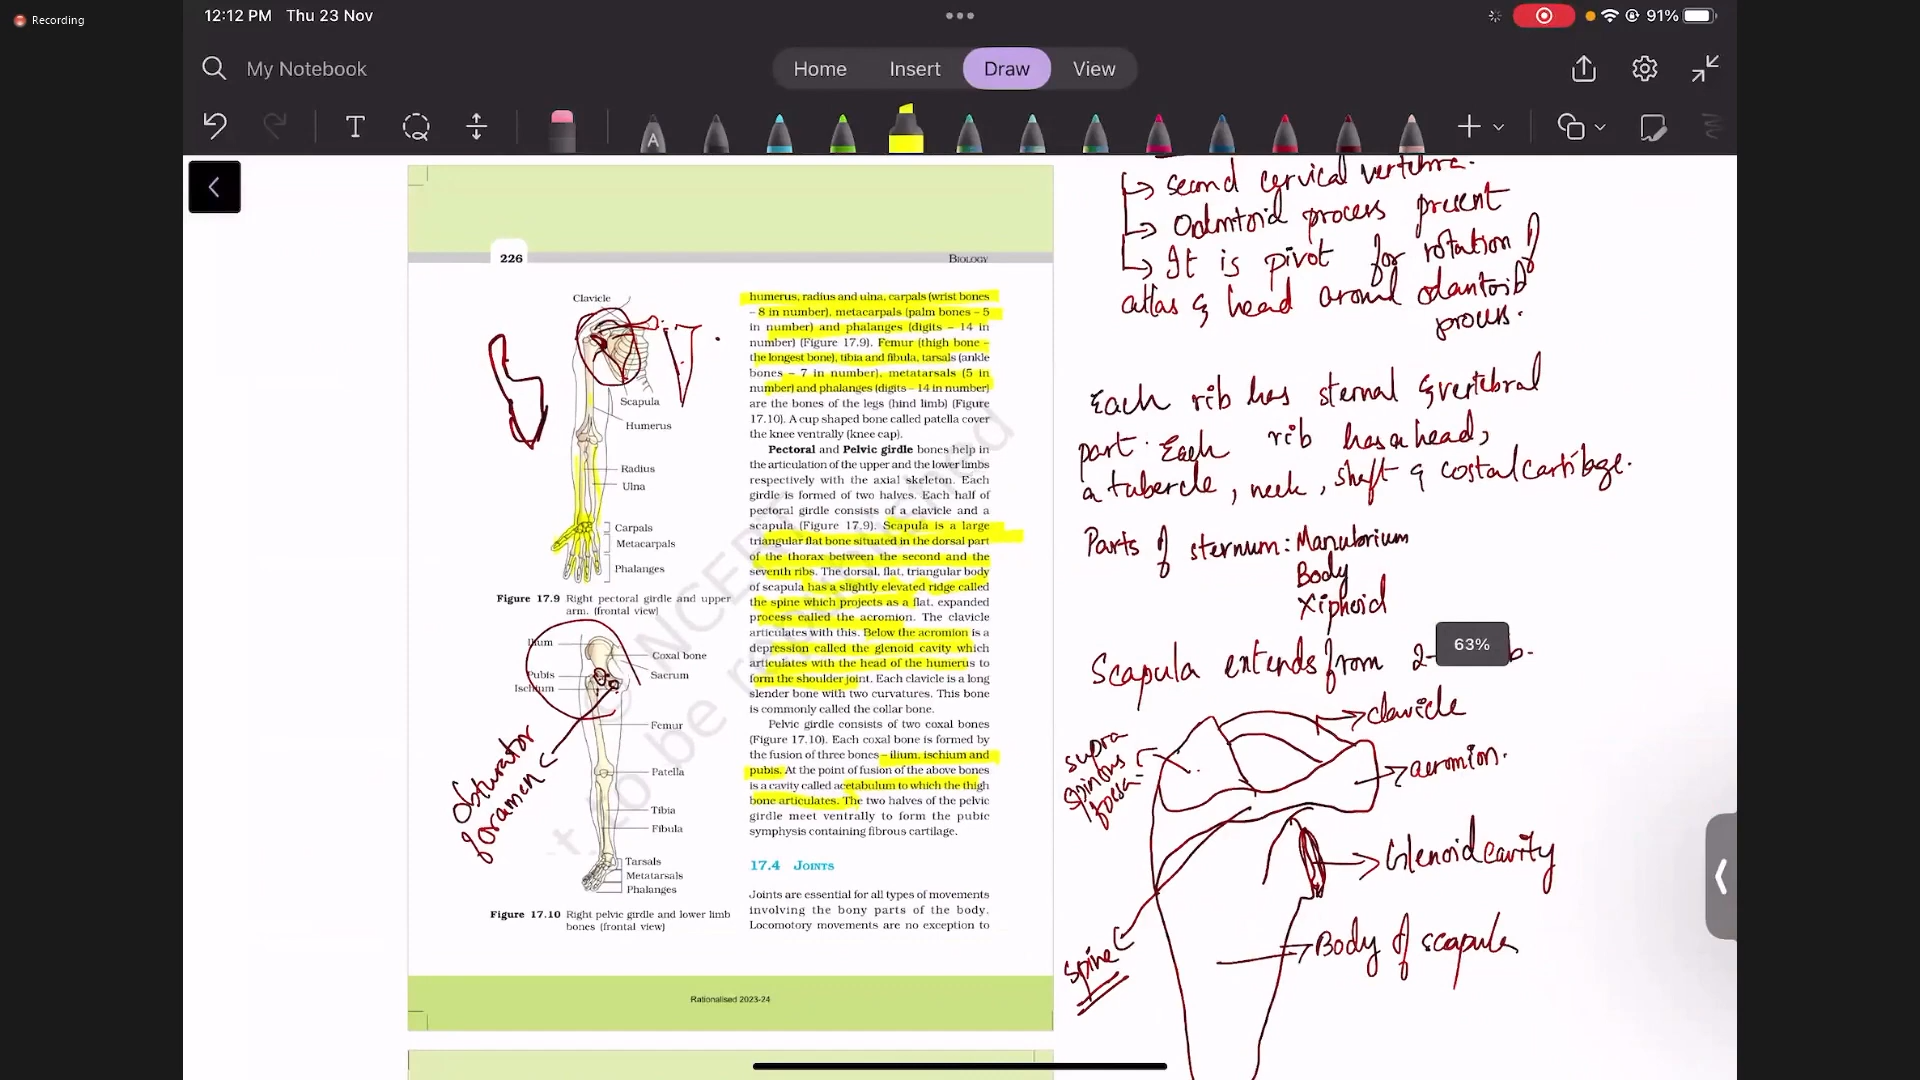 Recording
12:12 PM Thu 23 Nov
91%
My Notebook
Home Insert Draw View
T
A
226
BIOLOGY
Clavicle
Scapula
Humerus
Radius
Ulna
Carpals
Metacarpals
Phalanges
Figure 17.9 Right pectoral girdle and upper
arm. (frontal view)
Ilium
Coxal bone
Pubis
Sacrum
Ischium
Femur
Patella
Tibia
Fibula
Tarsals
Metatarsals
Phalanges
Obturator
foramen
Figure 17.10 Right pelvic girdle and lower limb
bones (frontal view)
humerus, radius and ulna, carpals (wrist bones
– 8 in number), metacarpals (palm bones – 5
in number) and phalanges (digits – 14 in
number) (Figure 17.9). Femur (thigh bone –
the longest bone), tibia and fibula, tarsals (ankle
bones – 7 in number), metatarsals (5 in
number) and phalanges (digits – 14 in number)
are the bones of the legs (hind limb) (Figure
17.10). A cup shaped bone called patella cover
the knee ventrally (knee cap).
Pectoral and Pelvic girdle bones help in
the articulation of the upper and the lower limbs
respectively with the axial skeleton. Each
girdle is formed of two halves. Each half of
pectoral girdle consists of a clavicle and a
scapula (Figure 17.9). Scapula is a large
triangular flat bone situated in the dorsal part
of the thorax between the second and the
seventh ribs. The dorsal, flat, triangular body
of scapula has a slightly elevated ridge called
the spine which projects as a flat, expanded
process called the acromion. The clavicle
articulates with this. Below the acromion is a
depression called the glenoid cavity which
articulates with the head of the humerus to
form the shoulder joint. Each clavicle is a long
slender bone with two curvatures. This bone
is commonly called the collar bone.
Pelvic girdle consists of two coxal bones
(Figure 17.10). Each coxal bone is formed by
the fusion of three bones – ilium, ischium and
pubis. At the point of fusion of the above bones
is a cavity called acetabulum to which the thigh
bone articulates. The two halves of the pelvic
girdle meet ventrally to form the pubic
symphysis containing fibrous cartilage.
17.4 JOINTS
Joints are essential for all types of movements
involving the bony parts of the body.
Locomotory movements are no exception to
Rationalised 2023-24
second cervical vertebra.
Odontoid process present
It is pivot for rotation of
atlas & head around odantoid
process.
Each rib has sternal & vertebral
part. Each rib has a head,
a tubercle, neck, shaft & costal cartilage.
Parts of sternum: Manubrium
Body
Xiphoid
Scapula extends from 2-
63%
clavicle
supra
spinous
fossa
acromion.
Glenoid cavity
Body of scapula
spine